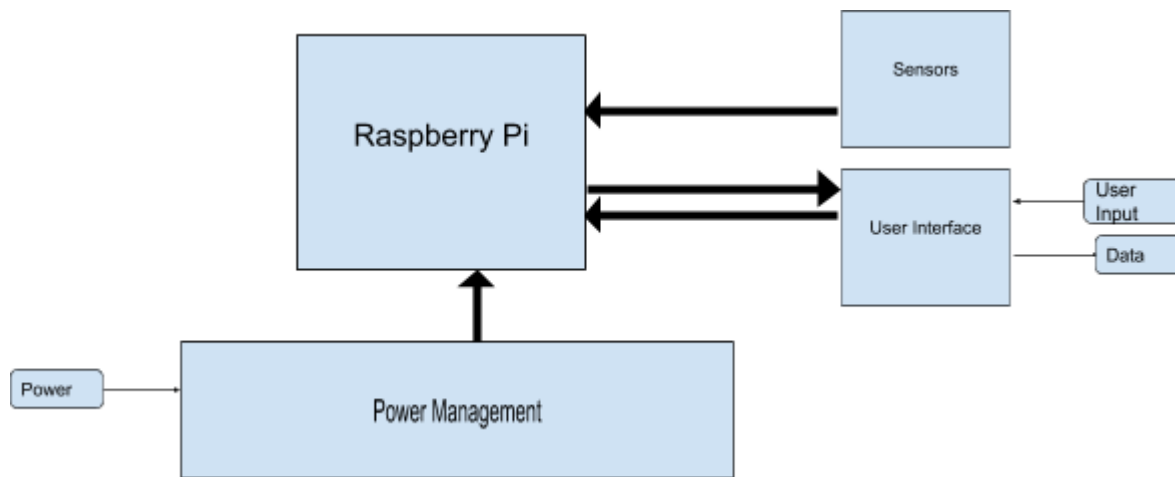 Sensors
Raspberry Pi
User Interface
User
Input
Data
Power
Power Management